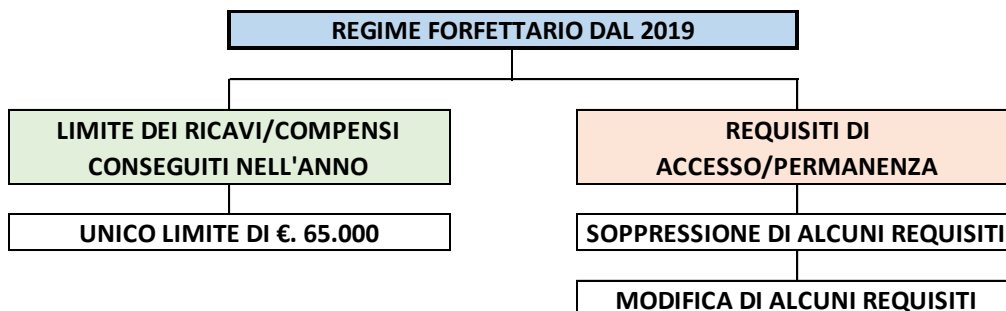 REGIME FORFETTARIO DAL 2019
LIMITE DEI RICAVI/COMPENSI
CONSEGUITI NELL'ANNO
UNICO LIMITE DI €. 65.000
REQUISITI DI
ACCESSO/PERMANENZA
SOPPRESSIONE DI ALCUNI REQUISITI
MODIFICA DI ALCUNI REQUISITI